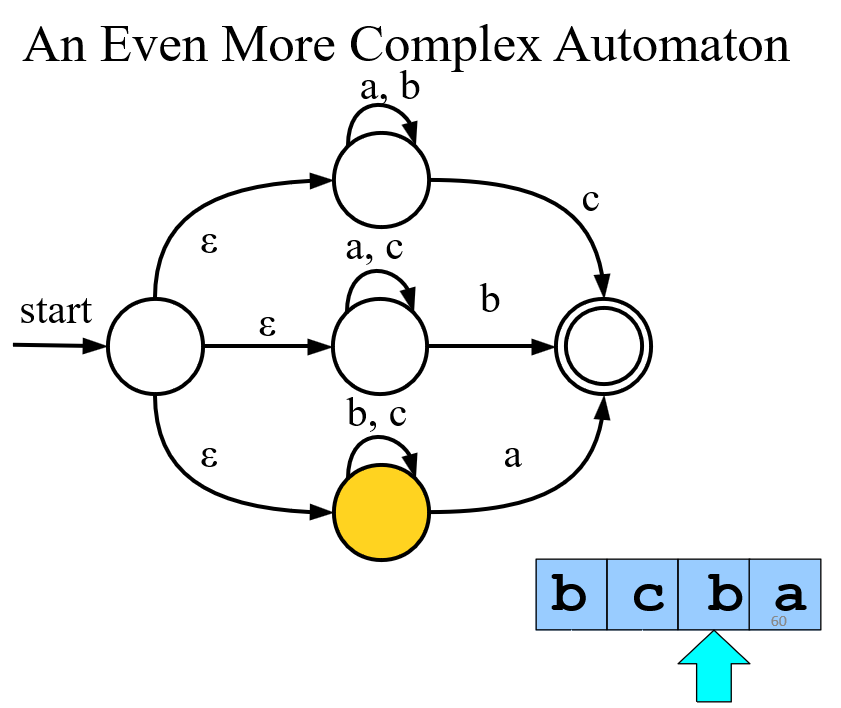 An Even More Complex Automaton
a, b
c
ε
a, c
start
ε
b
b, c
ε
a
b c b a
60